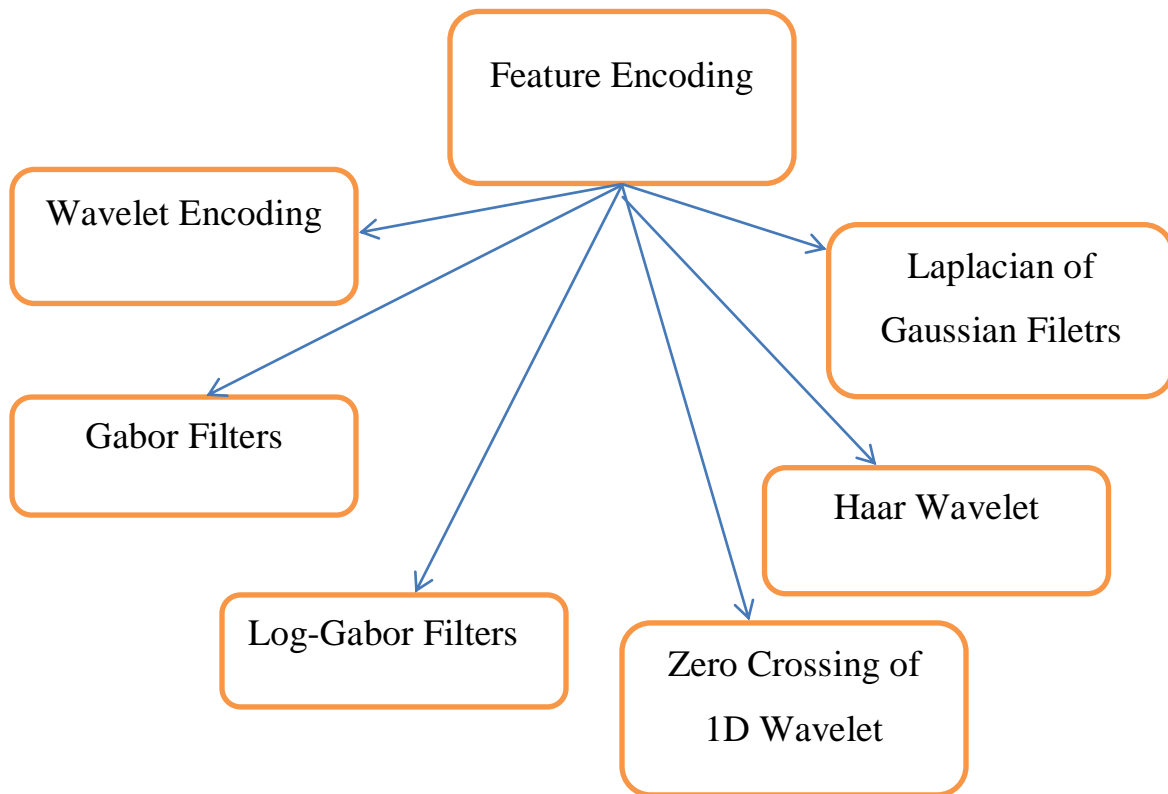 Feature Encoding
Wavelet Encoding
Laplacian of
Gaussian Filetrs
Gabor Filters
Haar Wavelet
Log-Gabor Filters
Zero Crossing of
1D Wavelet